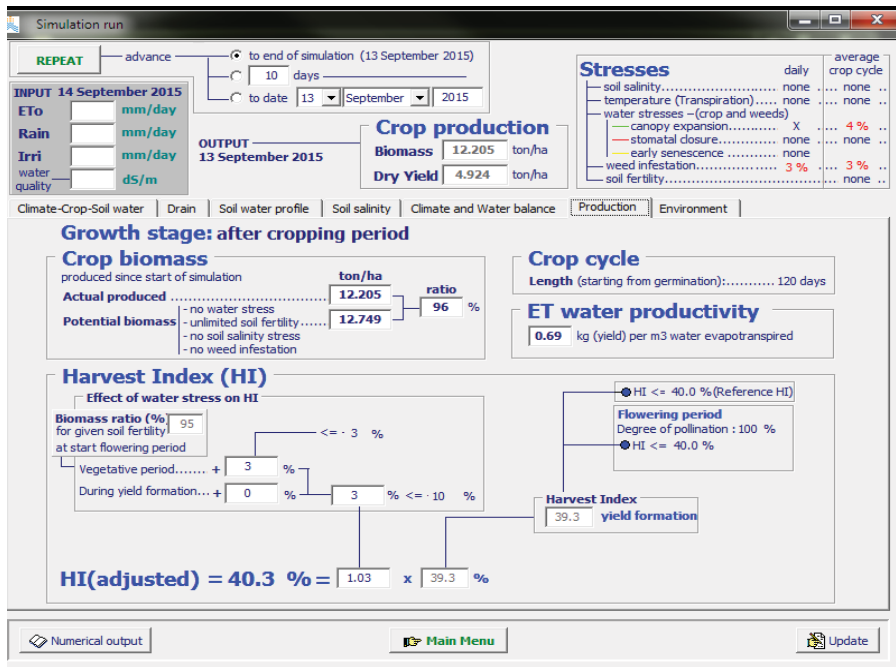 Simulation run
REPEAT
advance
to end of simulation (13 September 2015)
10 days
to date 13 September 2015
INPUT 14 September 2015
ETo mm/day
Rain mm/day
Irri mm/day
water quality dS/m
OUTPUT
13 September 2015
Crop production
Biomass 12.205 ton/ha
Dry Yield 4.924 ton/ha
average
Stresses daily crop cycle
soil salinity.................. none .... none ..
temperature (Transpiration)..... none .... none ..
water stresses -(crop and weeds)
canopy expansion........... X .... 4 % ..
stomatal closure........... none .... none ..
early senescence ........... none
weed infestation.................. 3 % .... 3 % ..
soil fertility.................................. none ..
Climate-Crop-Soil water | Drain | Soil water profile | Soil salinity | Climate and Water balance | Production | Environment
Growth stage: after cropping period
Crop biomass
produced since start of simulation ton/ha
ratio
Actual produced .................................. 12.205
96 %
Potential biomass
- no water stress
- unlimited soil fertility...... 12.749
- no soil salinity stress
- no weed infestation
Crop cycle
Length (starting from germination):........... 120 days
ET water productivity
0.69 kg (yield) per m3 water evapotranspired
Harvest Index (HI)
Effect of water stress on HI
Biomass ratio (%) 95
for given soil fertility
at start flowering period
<= · 3 %
Vegetative period....... + 3 %
During yield formation... + 0 % 3 % <= · 10 %
HI <= 40.0 %(Reference HI)
Flowering period
Degree of pollination : 100 %
HI <= 40.0 %
Harvest Index
39.3 yield formation
HI(adjusted) = 40.3 % = 1.03 x 39.3 %
Numerical output
Main Menu
Update